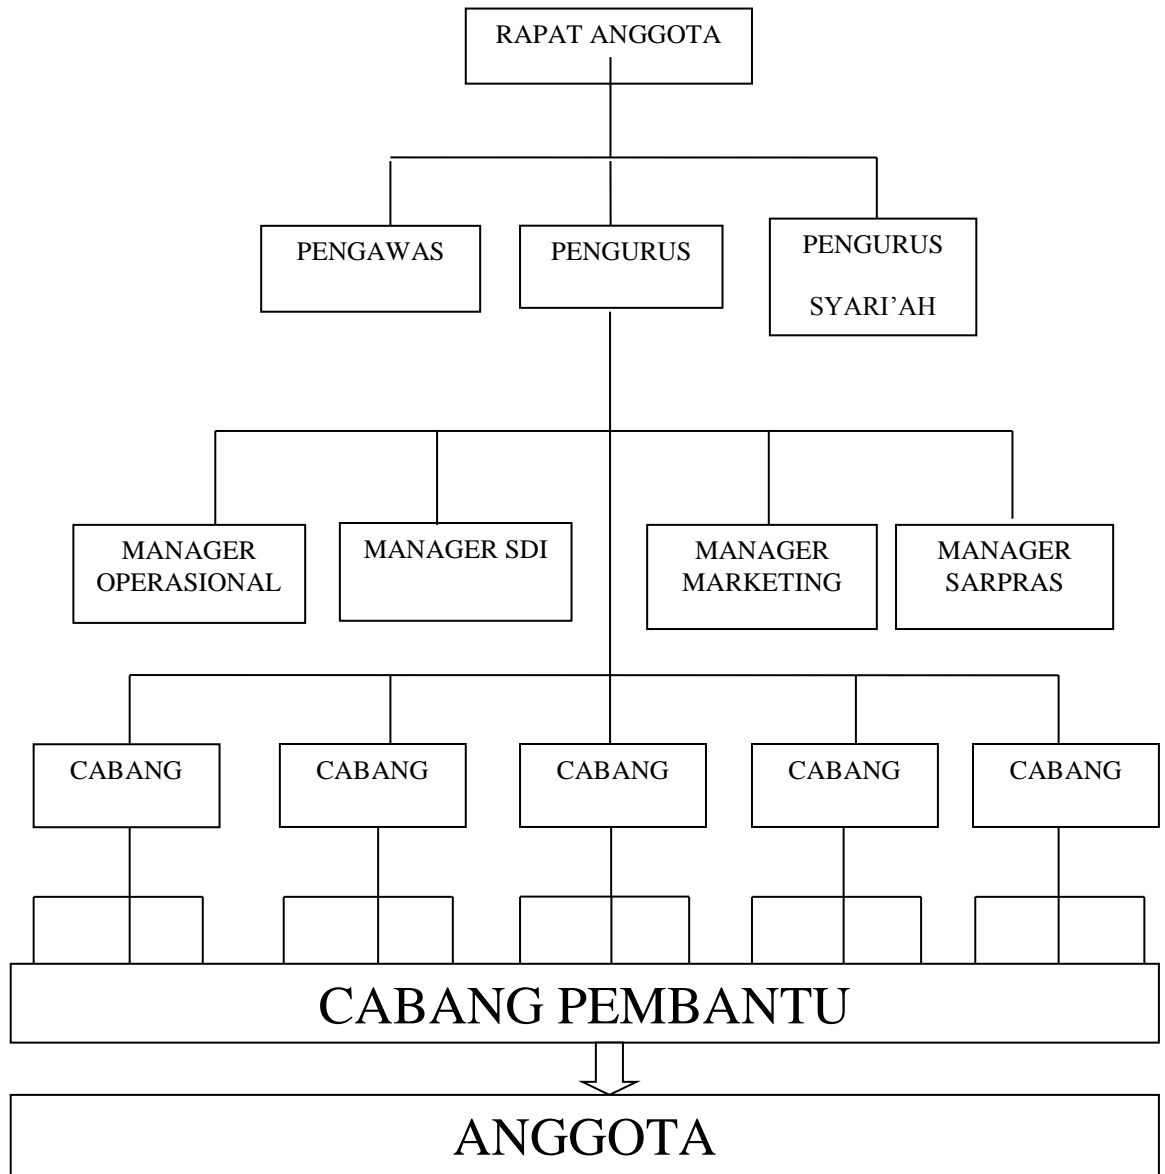 RAPAT ANGGOTA
PENGAWAS
PENGURUS
PENGURUS
SYARI’AH
MANAGER
OPERASIONAL
MANAGER SDI
MANAGER
MARKETING
MANAGER
SARPRAS
CABANG
CABANG
CABANG
CABANG
CABANG
CABANG PEMBANTU
ANGGOTA